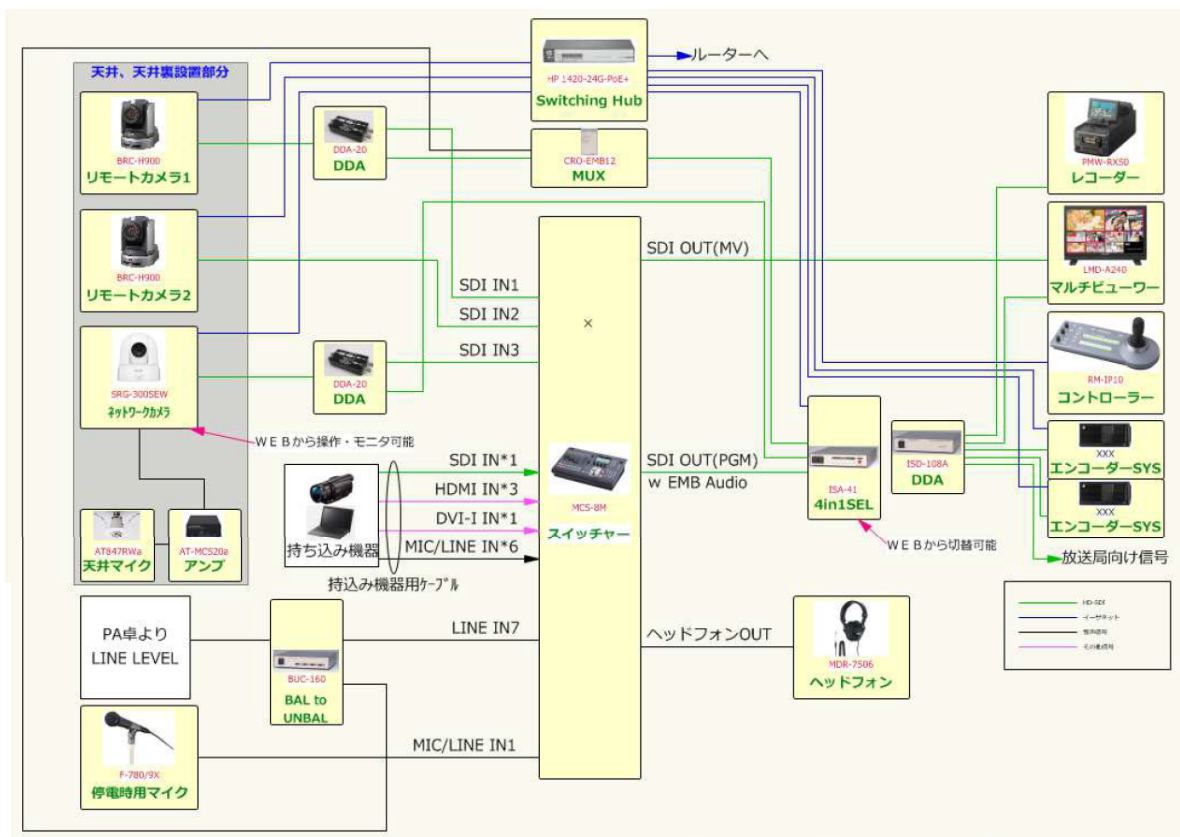 天井、天井裏設置部分
BRC-H900
リモートカメラ1
BRC-H900
リモートカメラ2
SRG-300SEW
ネットワークカメラ
WEBから操作・モニタ可能
AT847RWa
天井マイク
AT-MCS20a
アンプ
HP 1420-24G-PoE+
Switching Hub
ルーターへ
DDA-20
DDA
CRO-EMB12
MUX
DDA-20
DDA
SDI IN1
SDI IN2
SDI IN3
×
SDI IN*1
HDMI IN*3
DVI-I IN*1
MIC/LINE IN*6
持ち込み機器
持込み機器用ケーブル
MCS-8M
スイッチャー
SDI OUT(MV)
SDI OUT(PGM)
w EMB Audio
ISA-41
4in1SEL
WEBから切替可能
ISD-108A
DDA
PMW-RX50
レコーダー
LMD-A240
マルチビューワー
RM-IP10
コントローラー
XXX
エンコーダーSYS
XXX
エンコーダーSYS
放送局向け信号
PA卓より
LINE LEVEL
BUC-160
BAL to
UNBAL
LINE IN7
ヘッドフォンOUT
MDR-7506
ヘッドフォン
F-780/9X
停電時用マイク
MIC/LINE IN1
HD-SDI
イーサネット
音声信号